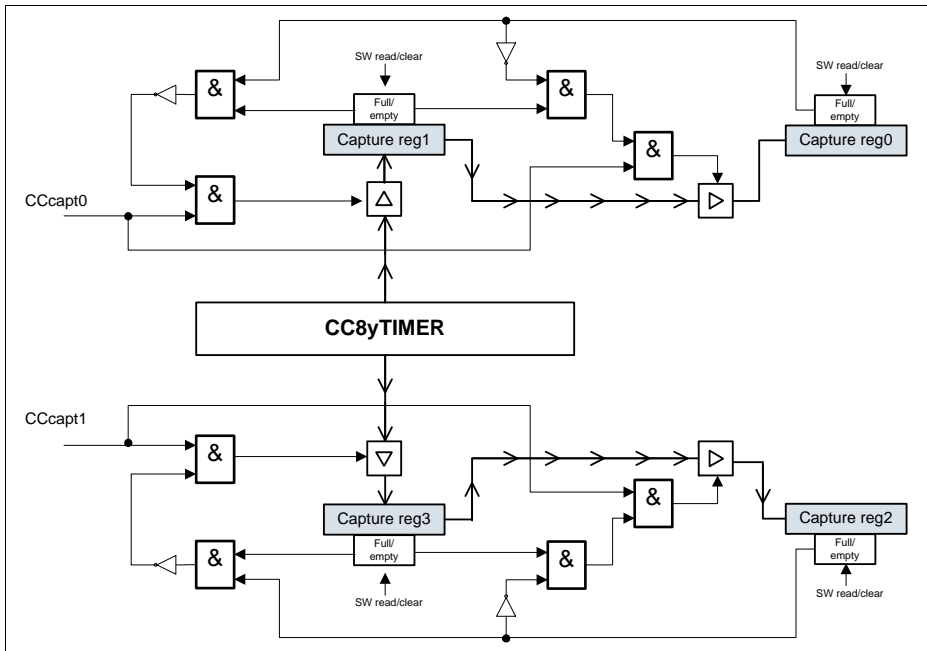 SW read/clear
SW read/clear
&
Full/
empty
&
Full/
empty
Capture reg1
&
Capture reg0
&
CCcapt0
CC8yTIMER
CCcapt1
&
&
Capture reg3
Capture reg2
Full/
empty
&
&
Full/
empty
SW read/clear
SW read/clear